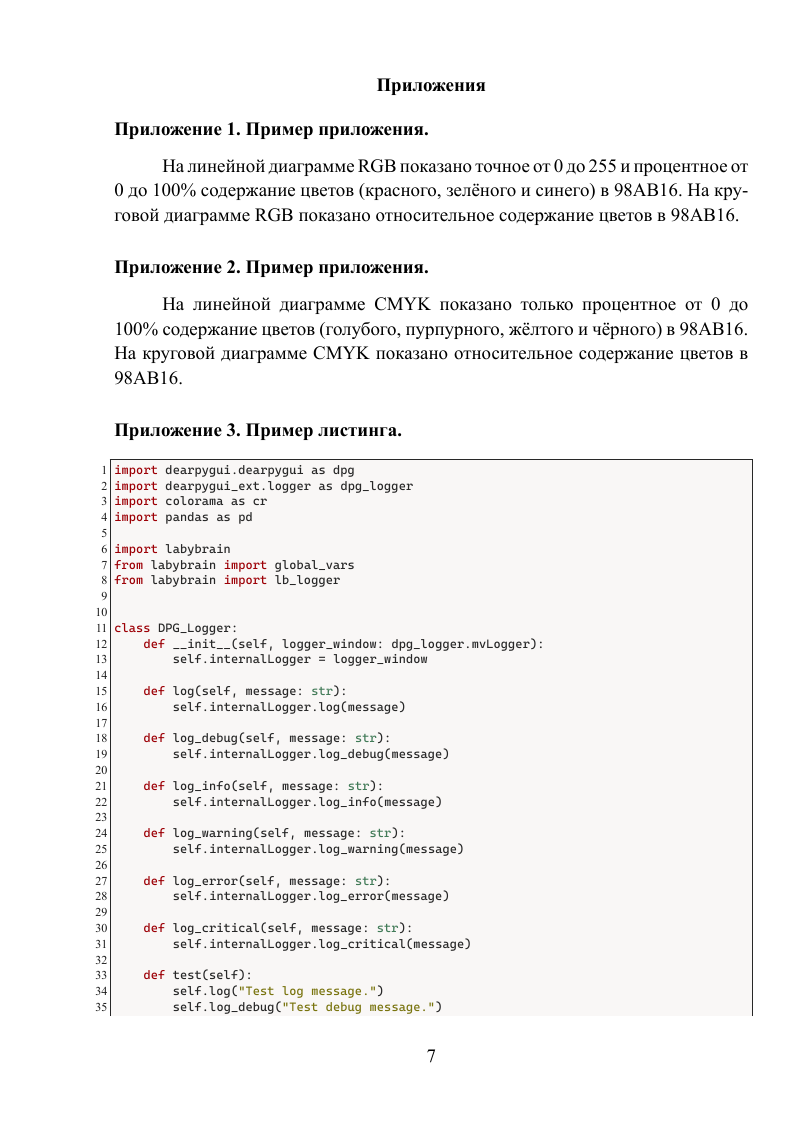 Приложения
Приложение 1. Пример приложения.
На линейной диаграмме RGB показано точное от 0 до 255 и процентное от
0 до 100% содержание цветов (красного, зелёного и синего) в 98AB16. На кру-
говой диаграмме RGB показано относительное содержание цветов в 98AB16.
Приложение 2. Пример приложения.
На линейной диаграмме CMYK показано только процентное от 0 до
100% содержание цветов (голубого, пурпурного, жёлтого и чёрного) в 98AB16.
На круговой диаграмме CMYK показано относительное содержание цветов в
98AB16.
Приложение 3. Пример листинга.
1 import dearpygui.dearpygui as dpg
2 import dearpygui_ext.logger as dpg_logger
3 import colorama as cr
4 import pandas as pd
5
6 import labybrain
7 from labybrain import global_vars
8 from labybrain import lb_logger
9
10
11 class DPG_Logger:
12     def __init__(self, logger_window: dpg_logger.mvLogger):
13         self.internalLogger = logger_window
14
15     def log(self, message: str):
16         self.internalLogger.log(message)
17
18     def log_debug(self, message: str):
19         self.internalLogger.log_debug(message)
20
21     def log_info(self, message: str):
22         self.internalLogger.log_info(message)
23
24     def log_warning(self, message: str):
25         self.internalLogger.log_warning(message)
26
27     def log_error(self, message: str):
28         self.internalLogger.log_error(message)
29
30     def log_critical(self, message: str):
31         self.internalLogger.log_critical(message)
32
33     def test(self):
34         self.log("Test log message.")
35         self.log_debug("Test debug message.")
7